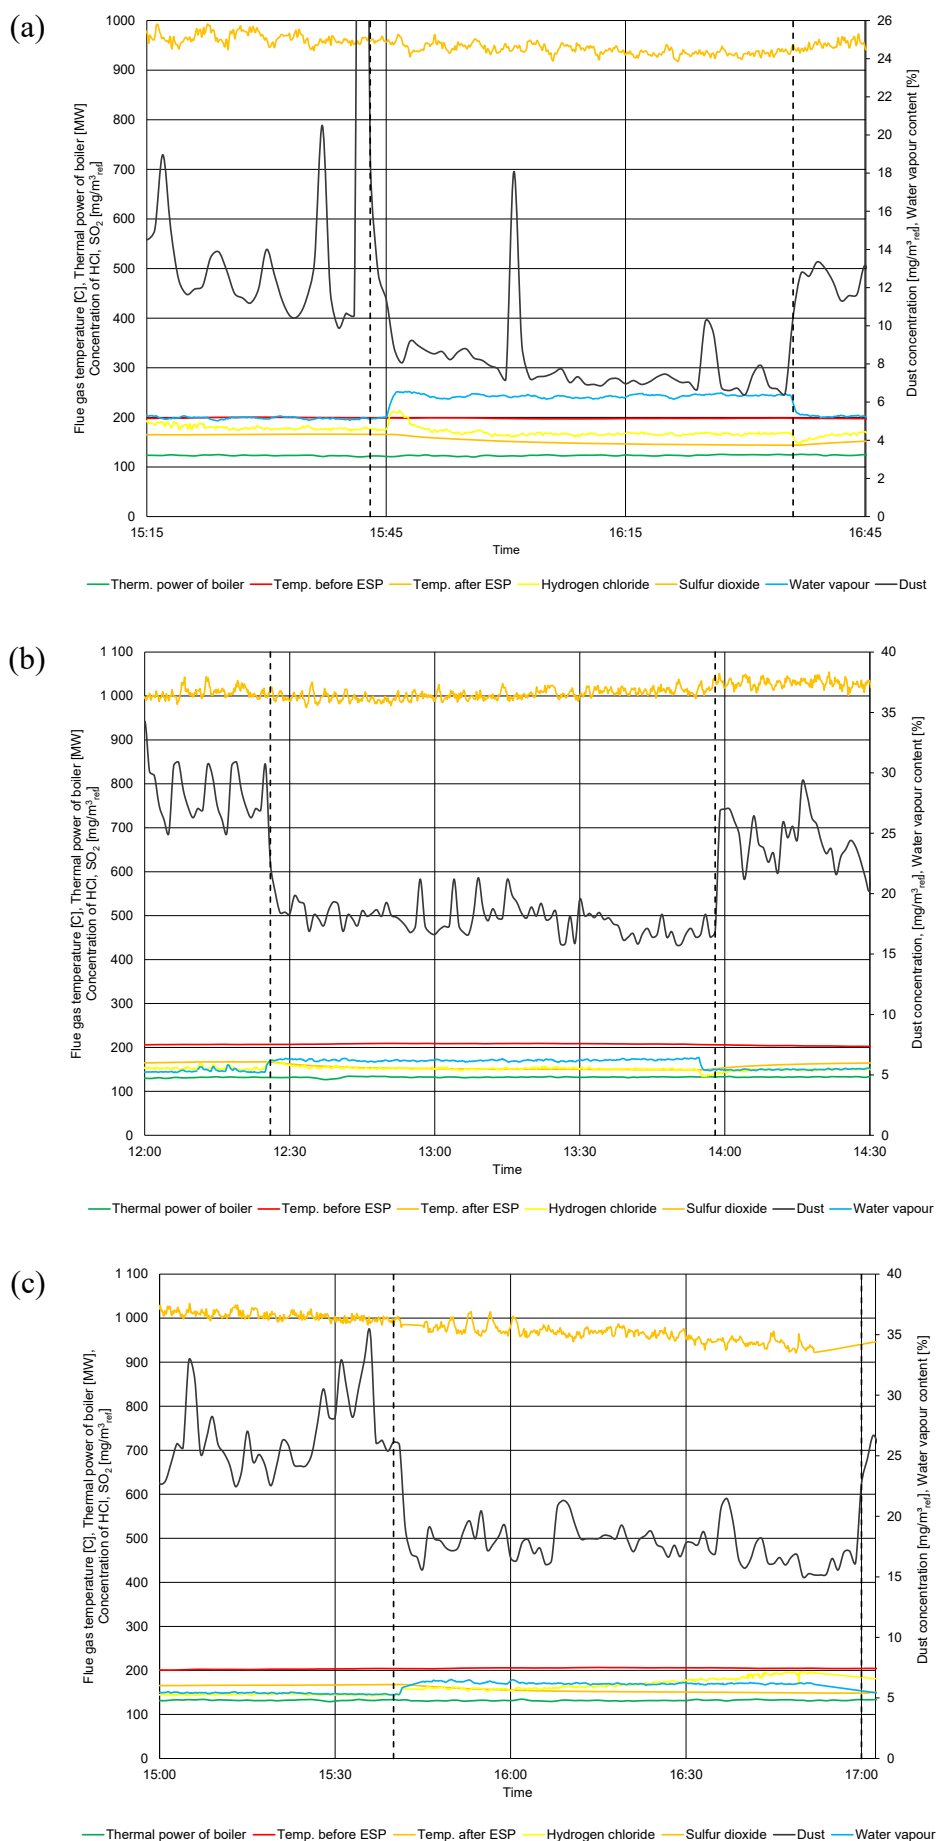 (a)
Flue gas temperature [C], Thermal power of boiler [MW]
Concentration of HCl, SO2 [mg/m³ref]
1000
900
800
700
600
500
400
300
200
100
0
26
24
22
20
18
16
14
12
10
8
6
4
2
0
Dust concentration [mg/m³ref], Water vapour content [%]
15:15
15:45
16:15
16:45
Time
Therm. power of boiler
Temp. before ESP
Temp. after ESP
Hydrogen chloride
Sulfur dioxide
Water vapour
Dust
(b)
Flue gas temperature [C], Thermal power of boiler [MW]
Concentration of HCl, SO2 [mg/m³ref]
1 100
1 000
900
800
700
600
500
400
300
200
100
0
40
35
30
25
20
15
10
5
0
Dust concentration, [mg/m³ref], Water vapour content [%]
12:00
12:30
13:00
13:30
14:00
14:30
Time
Thermal power of boiler
Temp. before ESP
Temp. after ESP
Hydrogen chloride
Sulfur dioxide
Dust
Water vapour
(c)
Flue gas temperature [C], Thermal power of boiler [MW],
Concentration of HCl, SO2 [mg/m³ref]
1 100
1 000
900
800
700
600
500
400
300
200
100
0
40
35
30
25
20
15
10
5
0
Dust concentration [mg/m³ref], Water vapour content [%]
15:00
15:30
16:00
16:30
17:00
Time
Thermal power of boiler
Temp. before ESP
Temp. after ESP
Hydrogen chloride
Sulfur dioxide
Dust
Water vapour